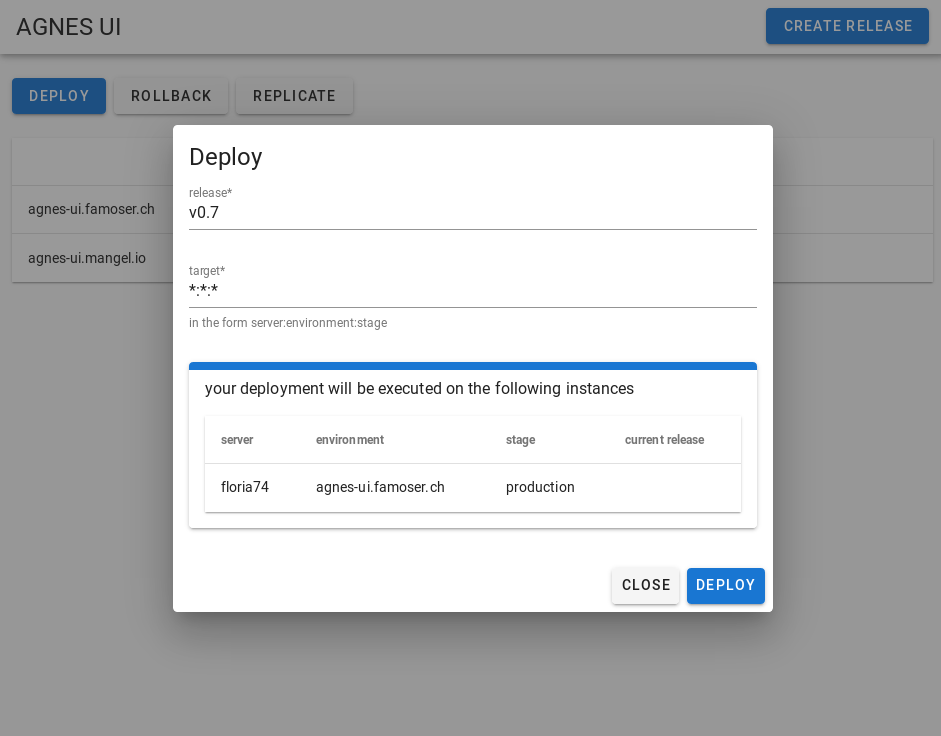 AGNES UI
CREATE RELEASE
DEPLOY ROLLBACK REPLICATE
agnes-ui.famoser.ch
agnes-ui.mangel.io
Deploy
release*
v0.7
target*
*:*:*
in the form server:environment:stage
your deployment will be executed on the following instances
server environment stage current release
floria74 agnes-ui.famoser.ch production
CLOSE DEPLOY